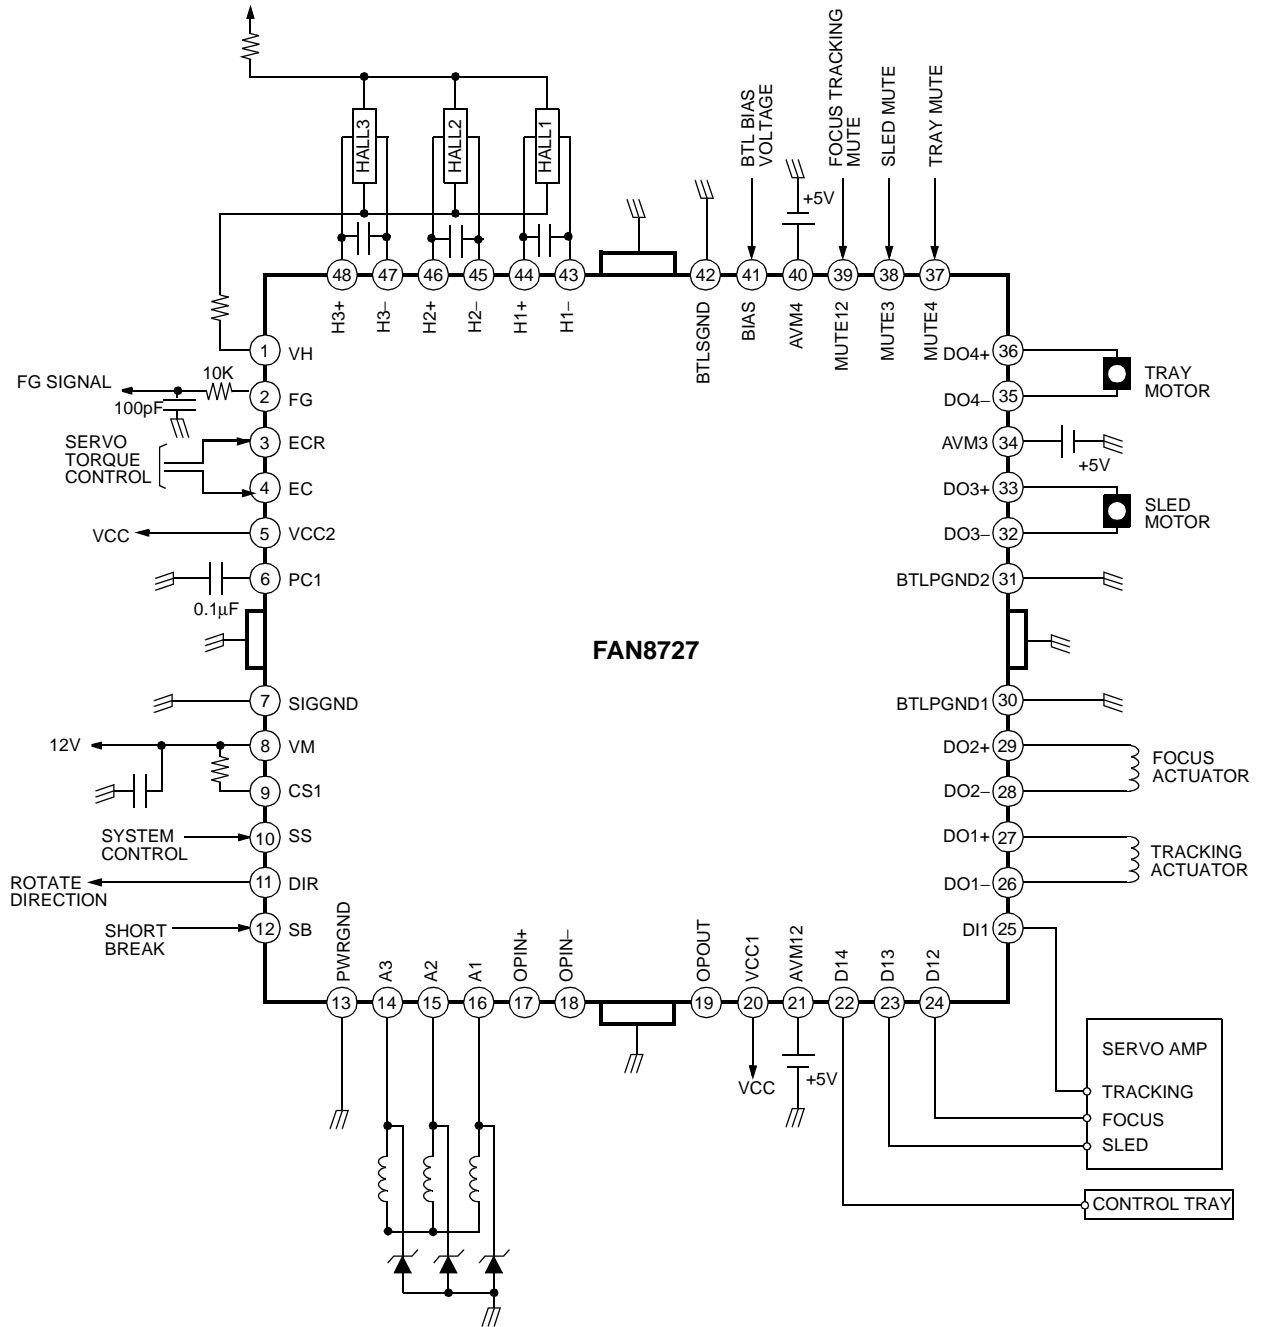 HALL3
HALL2
HALL1
BTL BIAS
VOLTAGE
FOCUS TRACKING
MUTE
SLED MUTE
TRAY MUTE
+5V
48
47
46
45
44
43
42
41
40
39
38
37
H3+
H3−
H2+
H2−
H1+
H1−
BTLSGND
BIAS
AVM4
MUTE12
MUTE3
MUTE4
1 VH
FG SIGNAL
10K
100pF
2 FG
SERVO
TORQUE
CONTROL
3 ECR
4 EC
VCC
5 VCC2
6 PC1
0.1µF
7 SIGGND
12V
8 VM
9 CS1
SYSTEM
CONTROL
10 SS
ROTATE
DIRECTION
11 DIR
SHORT
BREAK
12 SB
FAN8727
DO4+ 36
DO4− 35
TRAY
MOTOR
AVM3 34
+5V
DO3+ 33
DO3− 32
SLED
MOTOR
BTLPGND2 31
BTLPGND1 30
DO2+ 29
DO2− 28
FOCUS
ACTUATOR
DO1+ 27
DO1− 26
TRACKING
ACTUATOR
DI1 25
PWRGND
A3
A2
A1
OPIN+
OPIN−
OPOUT
VCC1
AVM12
D14
D13
D12
13
14
15
16
17
18
19
20
21
22
23
24
VCC
+5V
SERVO AMP
TRACKING
FOCUS
SLED
CONTROL TRAY